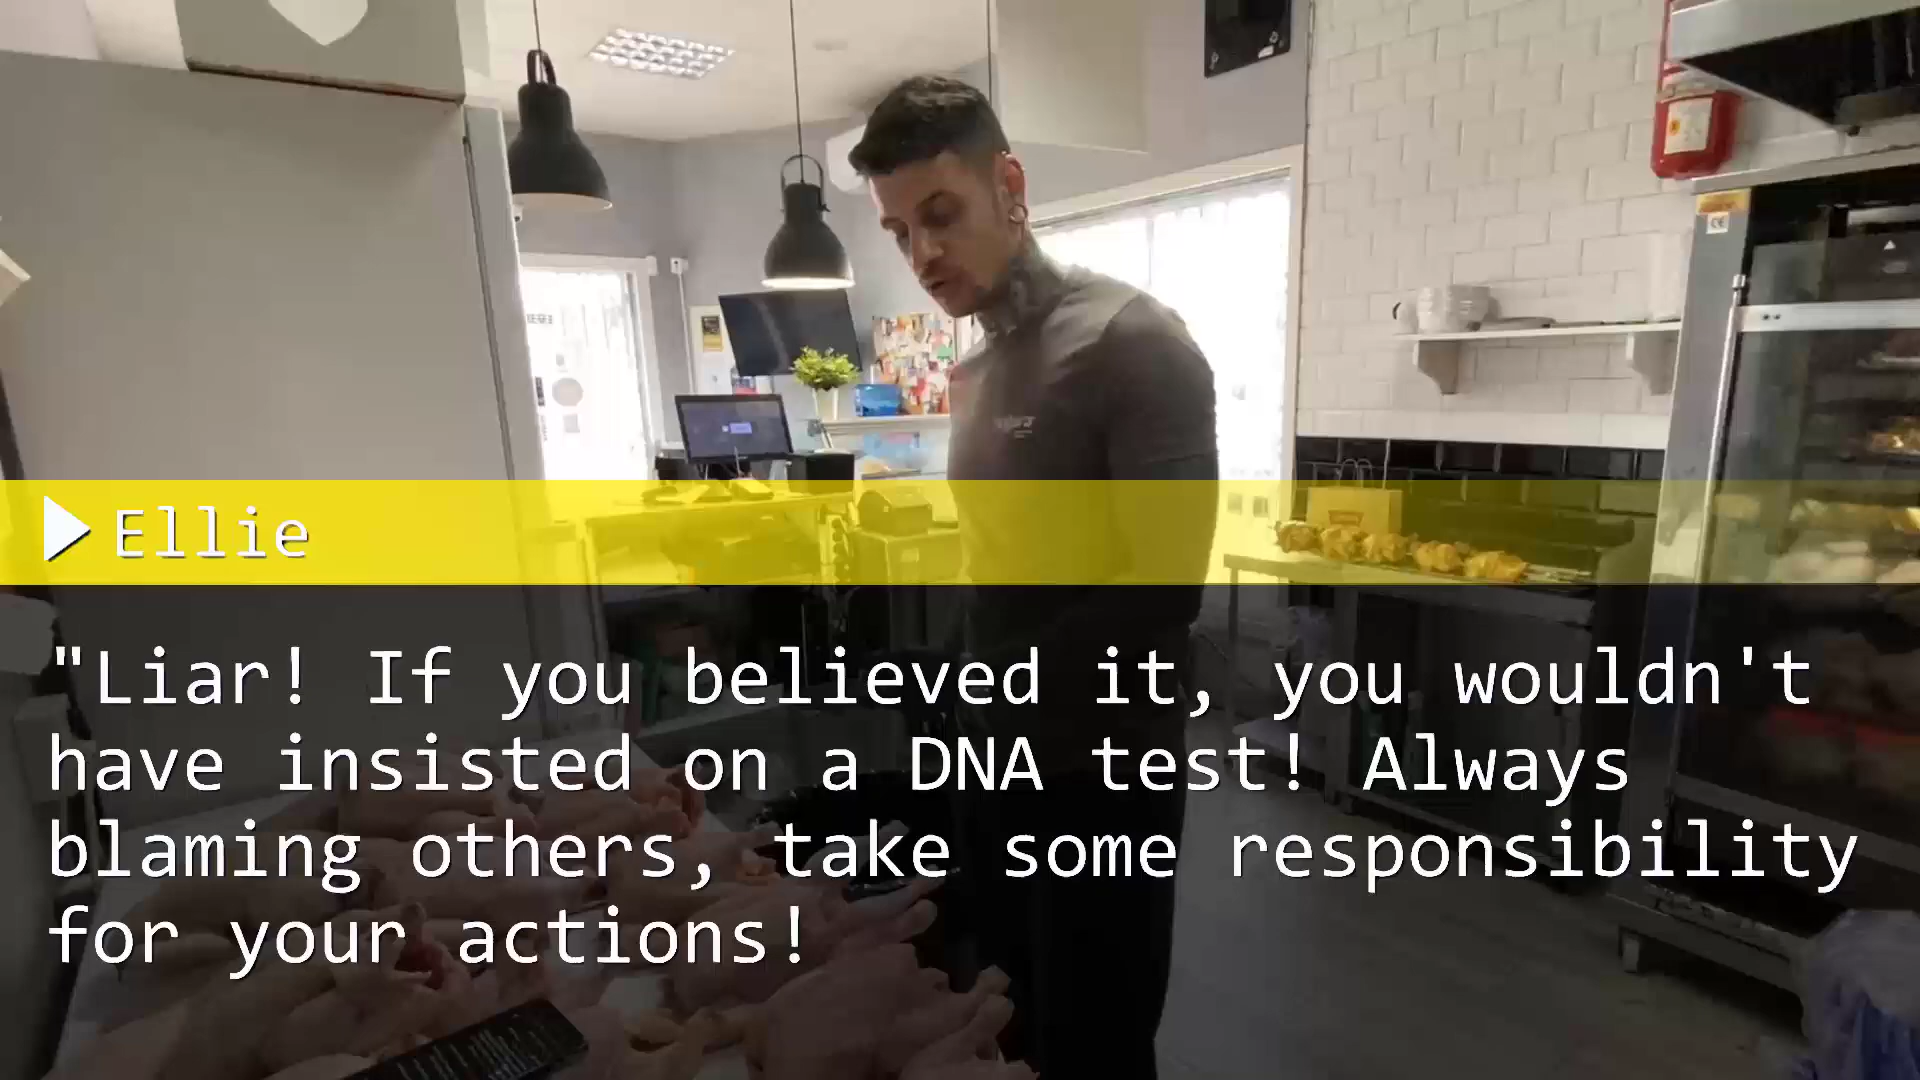 Ellie
"Liar! If you believed it, you wouldn't
have insisted on a DNA test! Always
blaming others, take some responsibility
for your actions!